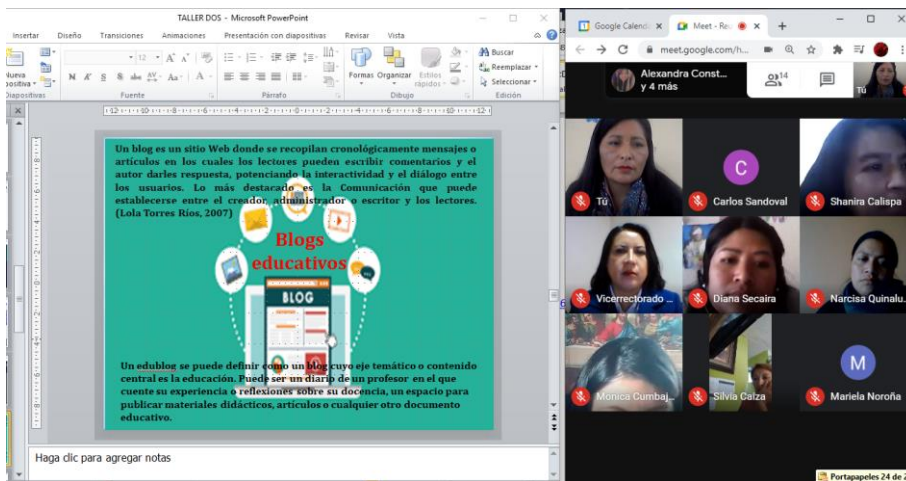 TALLER DOS - Microsoft PowerPoint
Insertar Diseño Transiciones Animaciones Presentación con diapositivas Revisar Vista
Nueva
Diapositivas
Fuente
Párrafo
Formas Organizar Estilos rápidos
Dibujo
Buscar
Reemplazar
Seleccionar
Edición
Un blog es un sitio Web donde se recopilan cronológicamente mensajes o
artículos en los cuales los lectores pueden escribir comentarios y el
autor darles respuesta, potenciando la interactividad y el diálogo entre
los usuarios. Lo más destacado es la Comunicación que puede
establecerse entre el creador, administrador o escritor y los lectores.
(Lola Torres Ríos, 2007)
Blogs
educativos
BLOG
Un edublog se puede definir como un blog cuyo eje temático o contenido
central es la educación. Puede ser un diario de un profesor en el que
cuente su experiencia o reflexiones sobre su docencia, un espacio para
publicar materiales didácticos, artículos o cualquier otro documento
educativo.
Haga clic para agregar notas
Google Calend
Meet - Reu
meet.google.com/h...
Alexandra Const...
y 4 más
14
Tú
Tú
C
Carlos Sandoval
Shanira Calispa
Vicerrectorado ...
Diana Secaira
Narcisa Quinalu...
Monica Cumbaj...
Silvia Caiza
M
Mariela Noroña
Portapapeles 24 de 2